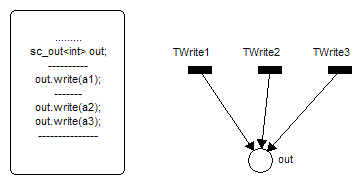 .........
sc_out<int> out;
----------
out.write(a1);
-------
out.write(a2);
out.write(a3);
---------------
TWrite1 TWrite2 TWrite3
out